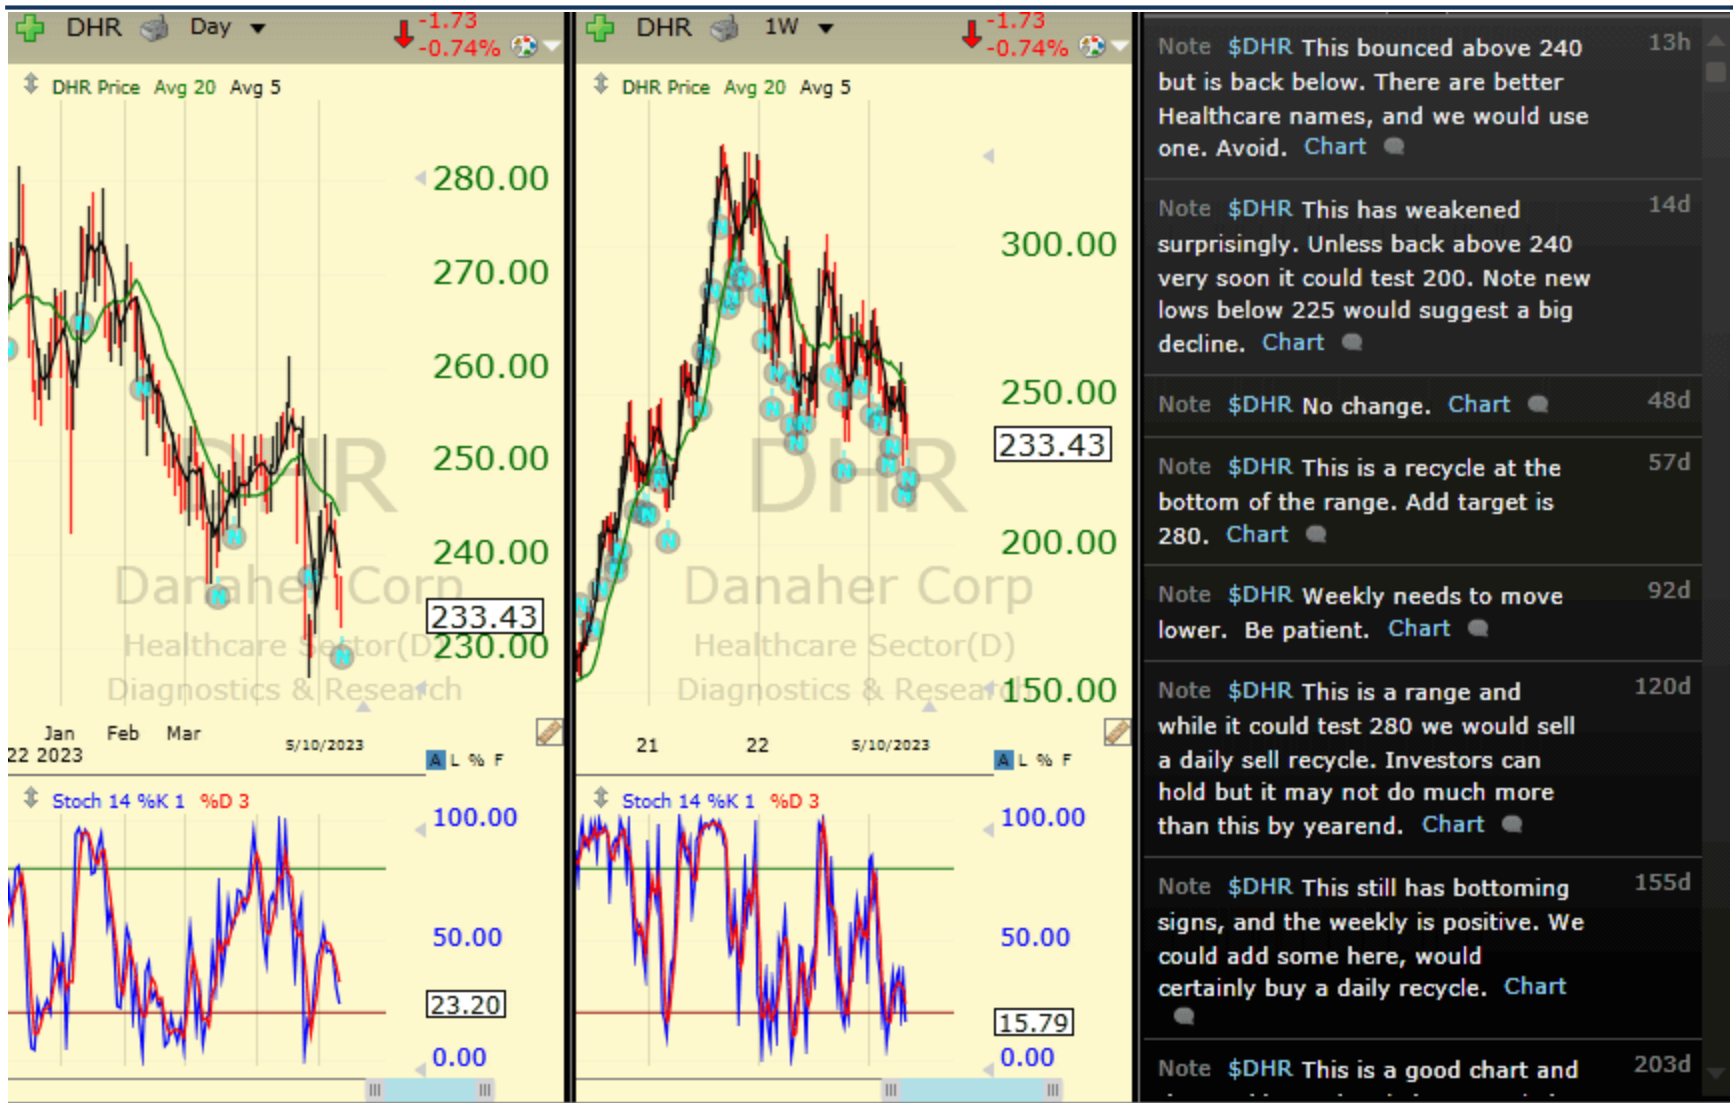 DHR Day -1.73
-0.74%
DHR Price Avg 20 Avg 5
280.00
270.00
260.00
250.00
240.00
233.43
230.00
DHR
Danaher Corp
Healthcare Sector(D)
Diagnostics & Research
Jan Feb Mar 5/10/2023
22 2023
A L % F
Stoch 14 %K 1 %D 3
100.00
50.00
23.20
0.00
DHR 1W -1.73
-0.74%
DHR Price Avg 20 Avg 5
300.00
250.00
233.43
200.00
150.00
DHR
Danaher Corp
Healthcare Sector(D)
Diagnostics & Research
21 22 5/10/2023
A L % F
Stoch 14 %K 1 %D 3
100.00
50.00
15.79
0.00
Note $DHR This bounced above 240 13h
but is back below. There are better
Healthcare names, and we would use
one. Avoid. Chart
Note $DHR This has weakened 14d
surprisingly. Unless back above 240
very soon it could test 200. Note new
lows below 225 would suggest a big
decline. Chart
Note $DHR No change. Chart 48d
Note $DHR This is a recycle at the 57d
bottom of the range. Add target is
280. Chart
Note $DHR Weekly needs to move 92d
lower. Be patient. Chart
Note $DHR This is a range and 120d
while it could test 280 we would sell
a daily sell recycle. Investors can
hold but it may not do much more
than this by yearend. Chart
Note $DHR This still has bottoming 155d
signs, and the weekly is positive. We
could add some here, would
certainly buy a daily recycle. Chart
Note $DHR This is a good chart and 203d